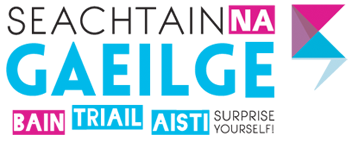 SEACHTAIN NA
GAEILGE
BAIN TRIAIL AISTI SURPRISE
YOURSELF!